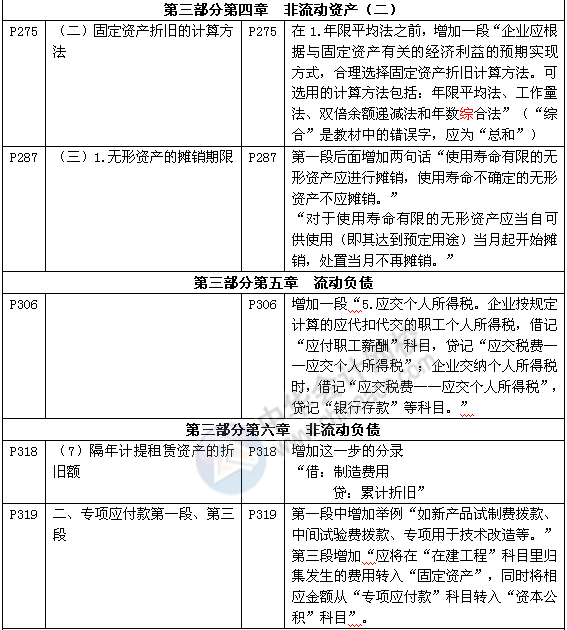 第三部分第四章　非流动资产（二）
P275
（二）固定资产折旧的计算方
法
P275
在 1.年限平均法之前，增加一段“企业应根
据与固定资产有关的经济利益的预期实现
方式，合理选择固定资产折旧计算方法。可
选用的计算方法包括：年限平均法、工作量
法、双倍余额递减法和年数综合法”（“综
合”是教材中的错误字，应为“总和”）
P287
（三）1.无形资产的摊销期限
P287
第一段后面增加两句话“使用寿命有限的无
形资产应进行摊销，使用寿命不确定的无形
资产不应摊销。”
“对于使用寿命有限的无形资产应当自可
供使用（即其达到预定用途）当月起开始摊
销，处置当月不再摊销。”
第三部分第五章　流动负债
P306
P306
增加一段“5.应交个人所得税。企业按规定
计算的应代扣代交的职工个人所得税，借记
“应付职工薪酬”科目，贷记“应交税费—
—应交个人所得税”；企业交纳个人所得税
时，借记“应交税费——应交个人所得税”，
贷记“银行存款”等科目。”
第三部分第六章　非流动负债
P318
（7）隔年计提租赁资产的折
旧额
P318
增加这一步的分录
“借：制造费用
贷：累计折旧”
P319
二、专项应付款第一段、第三
段
P319
第一段中增加举例“如新产品试制费拨款、
中间试验费拨款、专项用于技术改造等。”
第三段增加“应将在“在建工程”科目里归
集发生的费用转入“固定资产”，同时将相
应金额从“专项应付款”科目转入“资本公
积”科目”。